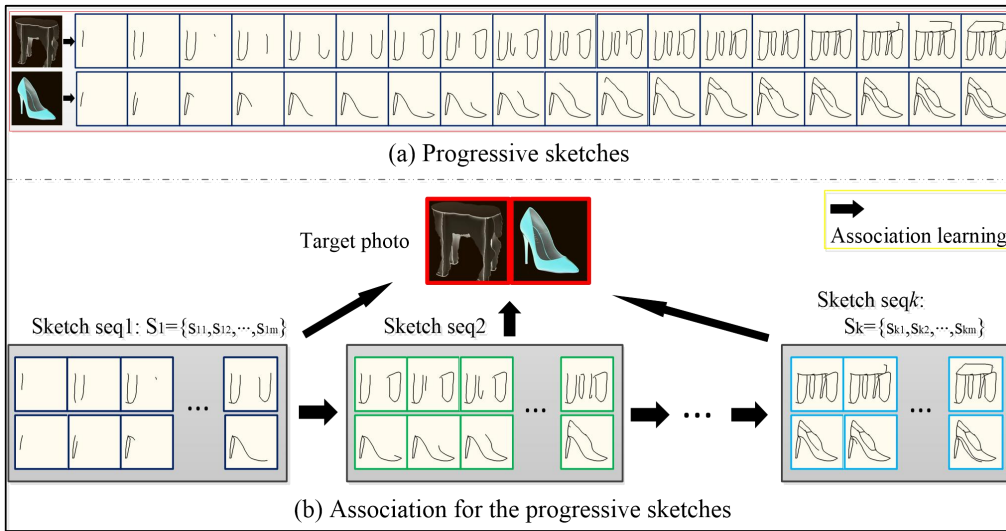 (a) Progressive sketches
Target photo
Association learning
Sketch seq1: S1={s11,s12,···,s1m}
Sketch seq2
Sketch seqk:
Sk={sk1,sk2,···,skm}
...
...
...
...
(b) Association for the progressive sketches